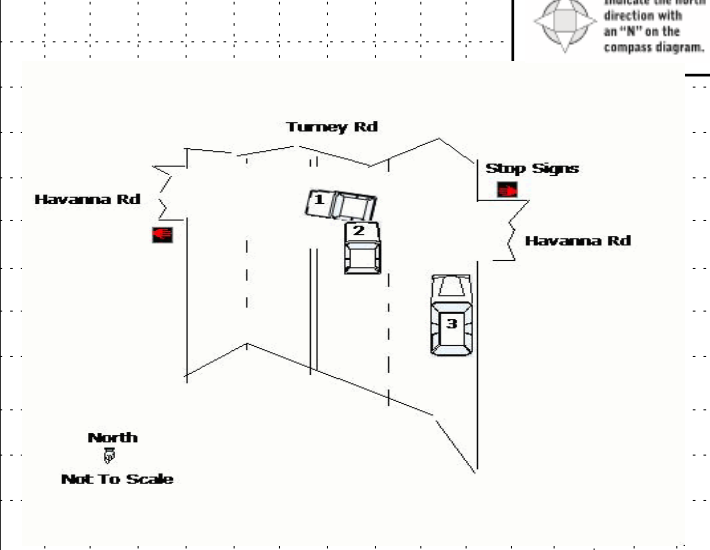 Indicate the north
direction with
an "N" on the
compass diagram.
Turney Rd
Stop Signs
Havanna Rd
1
2
Havanna Rd
3
North
Not To Scale